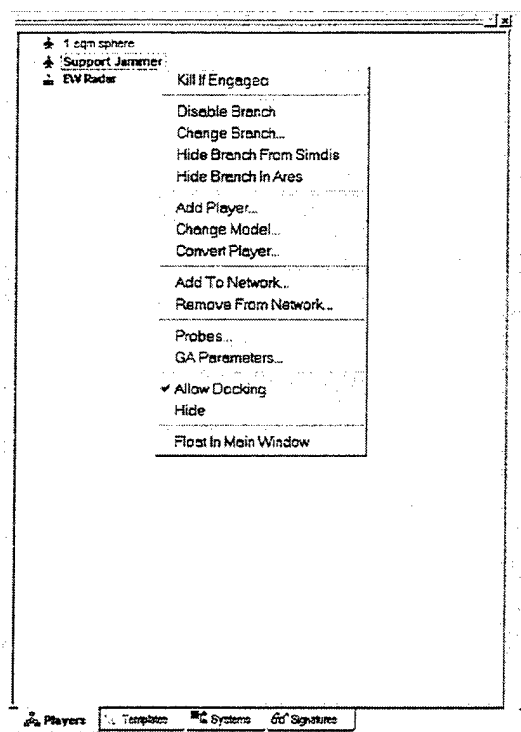 1 sqm sphere
Support Jammer
EW Radar
Kill If Engaged
Disable Branch
Change Branch...
Hide Branch From Simdis
Hide Branch In Ares
Add Player...
Change Model...
Convert Player...
Add To Network...
Remove From Network...
Probes...
GA Parameters...
Allow Docking
Hide
Float In Main Window
Players Templates Systems Signatures